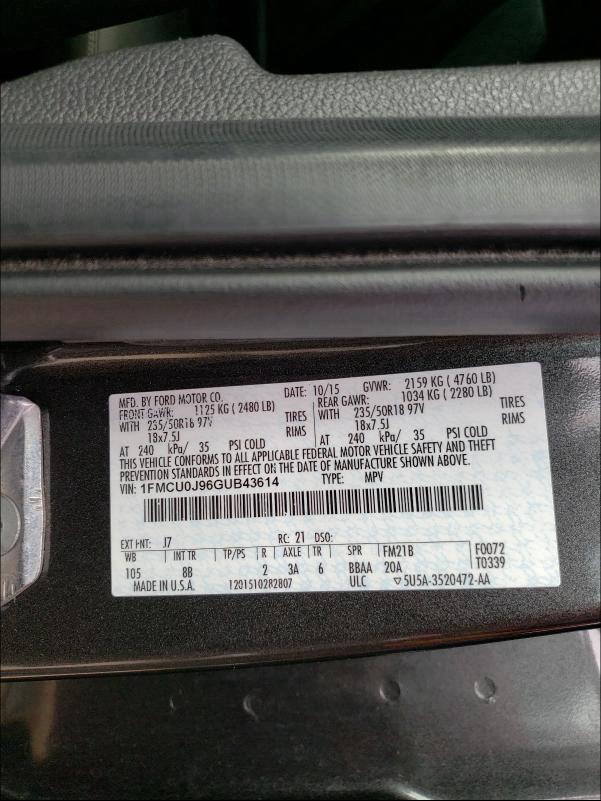 MFD. BY FORD MOTOR CO. DATE: 10/15 GVWR: 2159 KG ( 4760 LB)
FRONT GAWR: 1125 KG ( 2480 LB) REAR GAWR: 1034 KG ( 2280 LB)
WITH 235/50R18 97V TIRES WITH 235/50R18 97V TIRES
18x7.5J RIMS 18x7.5J RIMS
AT 240 kPa/ 35 PSI COLD AT 240 kPa/ 35 PSI COLD
THIS VEHICLE CONFORMS TO ALL APPLICABLE FEDERAL MOTOR VEHICLE SAFETY AND THEFT
PREVENTION STANDARDS IN EFFECT ON THE DATE OF MANUFACTURE SHOWN ABOVE.
VIN: 1FMCU0J96GUB43614 TYPE: MPV
EXT PNT: J7 RC: 21 DSO:
WB INT TR TP/PS R AXLE TR SPR FM21B F0072
105 8B 2 3A 6 BBAA 20A T0339
MADE IN U.S.A. 1201510282807 ULC ▽5U5A-3520472-AA